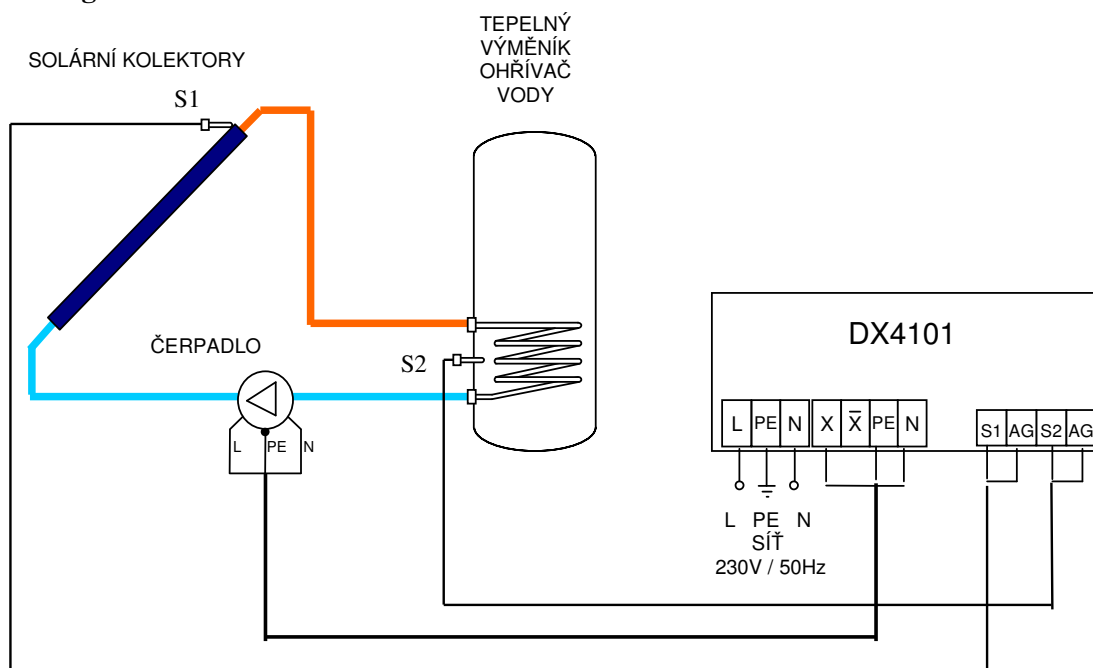 TEPELNÝ
VÝMĚNÍK
OHŘÍVAČ
VODY
SOLÁRNÍ KOLEKTORY
S1
ČERPADLO
S2
L PE N
DX4101
L PE N X X̅ PE N
S1 AG S2 AG
L PE N
SÍŤ
230V / 50Hz